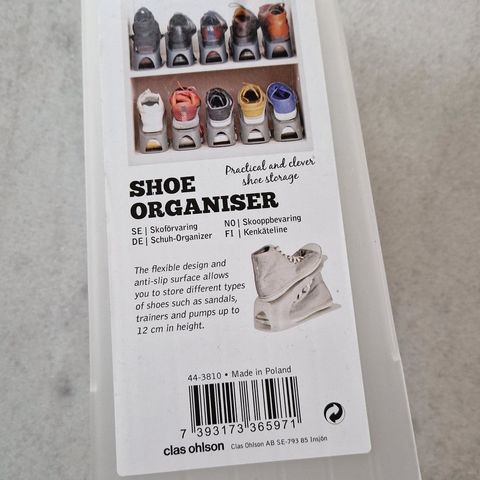 Practical and clever
shoe storage
SHOE
ORGANISER
SE | Skoförvaring
DE | Schuh-Organizer
NO | Skooppbevaring
FI | Kenkäteline
The flexible design and
anti-slip surface allows
you to store different types
of shoes such as sandals,
trainers and pumps up to
12 cm in height.
44-3810 • Made in Poland
7 393173 365971
clas ohlson Clas Ohlson AB SE-793 85 Insjön